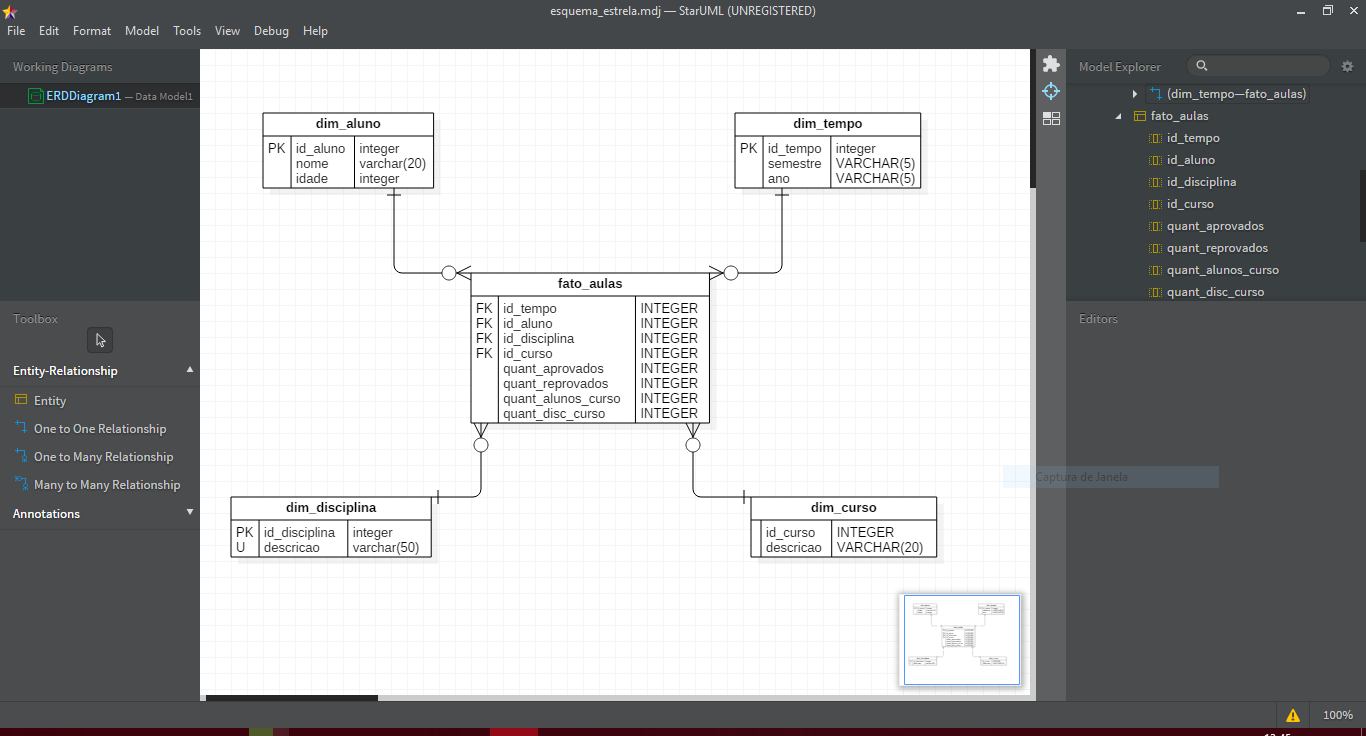 esquema_estrela.mdj — StarUML (UNREGISTERED)
File Edit Format Model Tools View Debug Help
Working Diagrams
ERDDiagram1 — Data Model1
Toolbox
Entity-Relationship
Entity
One to One Relationship
One to Many Relationship
Many to Many Relationship
Annotations
dim_aluno
PK id_aluno integer
nome varchar(20)
idade integer
dim_tempo
PK id_tempo integer
semestre VARCHAR(5)
ano VARCHAR(5)
fato_aulas
FK id_tempo INTEGER
FK id_aluno INTEGER
FK id_disciplina INTEGER
FK id_curso INTEGER
quant_aprovados INTEGER
quant_reprovados INTEGER
quant_alunos_curso INTEGER
quant_disc_curso INTEGER
dim_disciplina
PK id_disciplina integer
U descricao varchar(50)
dim_curso
id_curso INTEGER
descricao VARCHAR(20)
Model Explorer
(dim_tempo—fato_aulas)
fato_aulas
id_tempo
id_aluno
id_disciplina
id_curso
quant_aprovados
quant_reprovados
quant_alunos_curso
quant_disc_curso
Editors
Captura de Janela
100%